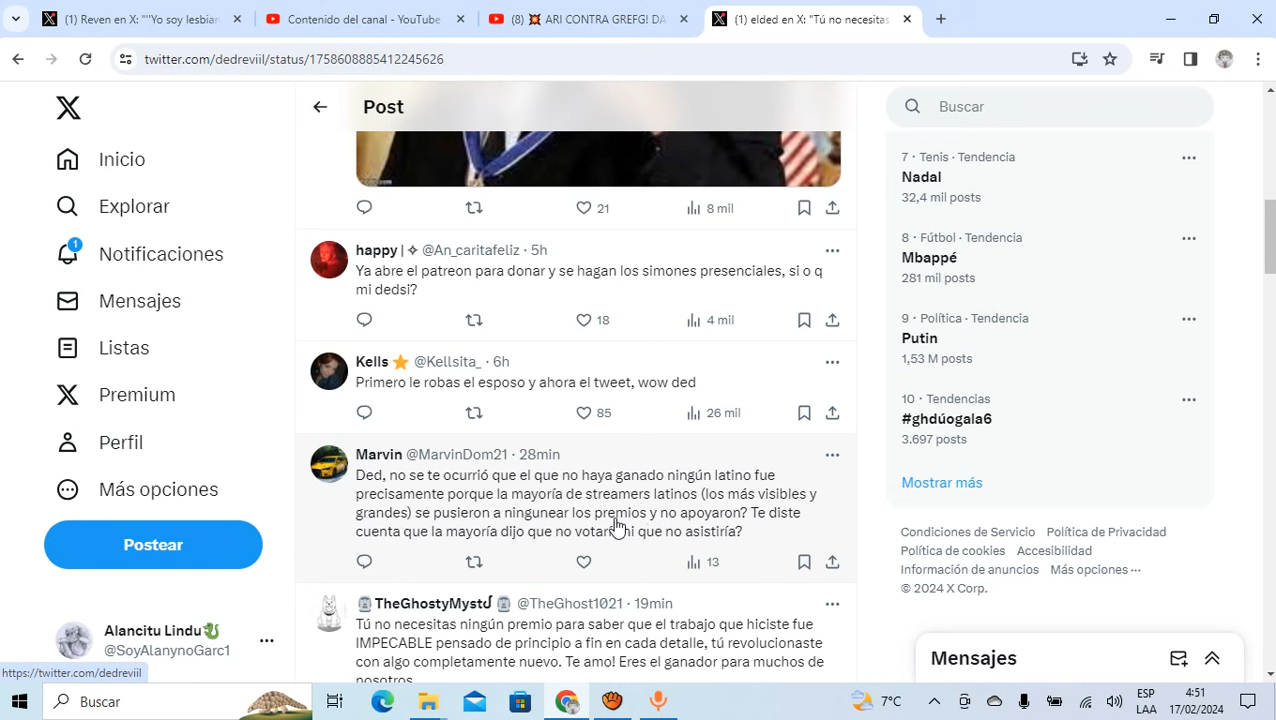 (1) Reven en X: ""Yo soy lesbian
Contenido del canal - YouTube
(8) 💥 ARI CONTRA GREFG! DA
(1) elded en X: "Tú no necesitas
twitter.com/dedreviil/status/1758608885412245626
Post
Buscar
Inicio
Explorar
1
Notificaciones
Mensajes
Listas
Premium
Perfil
Más opciones
Postear
Alancitu Lindu🐉
@SoyAlanynoGarc1
https://twitter.com/dedreviil
21
8 mil
happy | ✧ @An_caritafeliz · 5h
Ya abre el patreon para donar y se hagan los simones presenciales, si o q
mi dedsi?
18
4 mil
Kells ⭐ @Kellsita_ · 6h
Primero le robas el esposo y ahora el tweet, wow ded
85
26 mil
Marvin @MarvinDom21 · 28min
Ded, no se te ocurrió que el que no haya ganado ningún latino fue
precisamente porque la mayoría de streamers latinos (los más visibles y
grandes) se pusieron a ningunear los premios y no apoyaron? Te diste
cuenta que la mayoría dijo que no votaran ni que no asistiría?
13
TheGhostyMystJ @TheGhost1021 · 19min
Tú no necesitas ningún premio para saber que el trabajo que hiciste fue
IMPECABLE pensado de principio a fin en cada detalle, tú revolucionaste
con algo completamente nuevo. Te amo! Eres el ganador para muchos de
nosotros.
7 · Tenis · Tendencia
Nadal
32,4 mil posts
8 · Fútbol · Tendencia
Mbappé
281 mil posts
9 · Política · Tendencia
Putin
1,53 M posts
10 · Tendencias
#ghdúogala6
3.697 posts
Mostrar más
Condiciones de Servicio Política de Privacidad
Política de cookies Accesibilidad
Información de anuncios Más opciones ···
© 2024 X Corp.
Mensajes
Buscar
7°C
ESP
LAA
4:51
17/02/2024